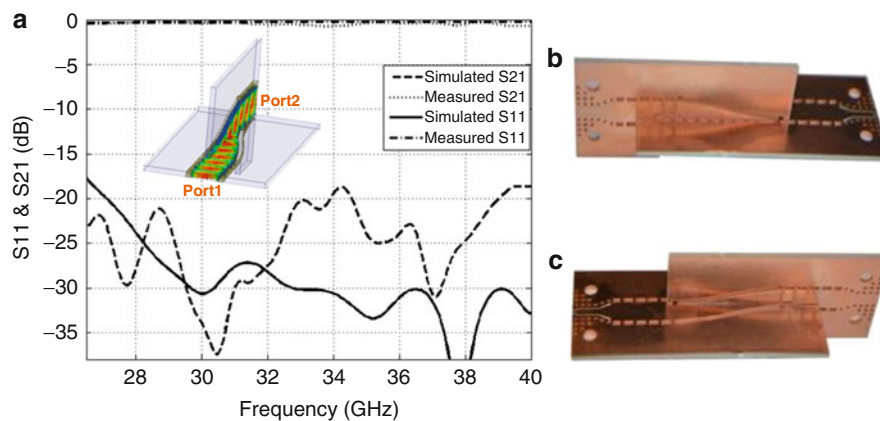 a
0
−5
−10
−15
−20
−25
−30
−35
S11 & S21 (dB)
28
30
32
34
36
38
40
Frequency (GHz)
Port2
Port1
Simulated S21
Measured S21
Simulated S11
Measured S11
b
c